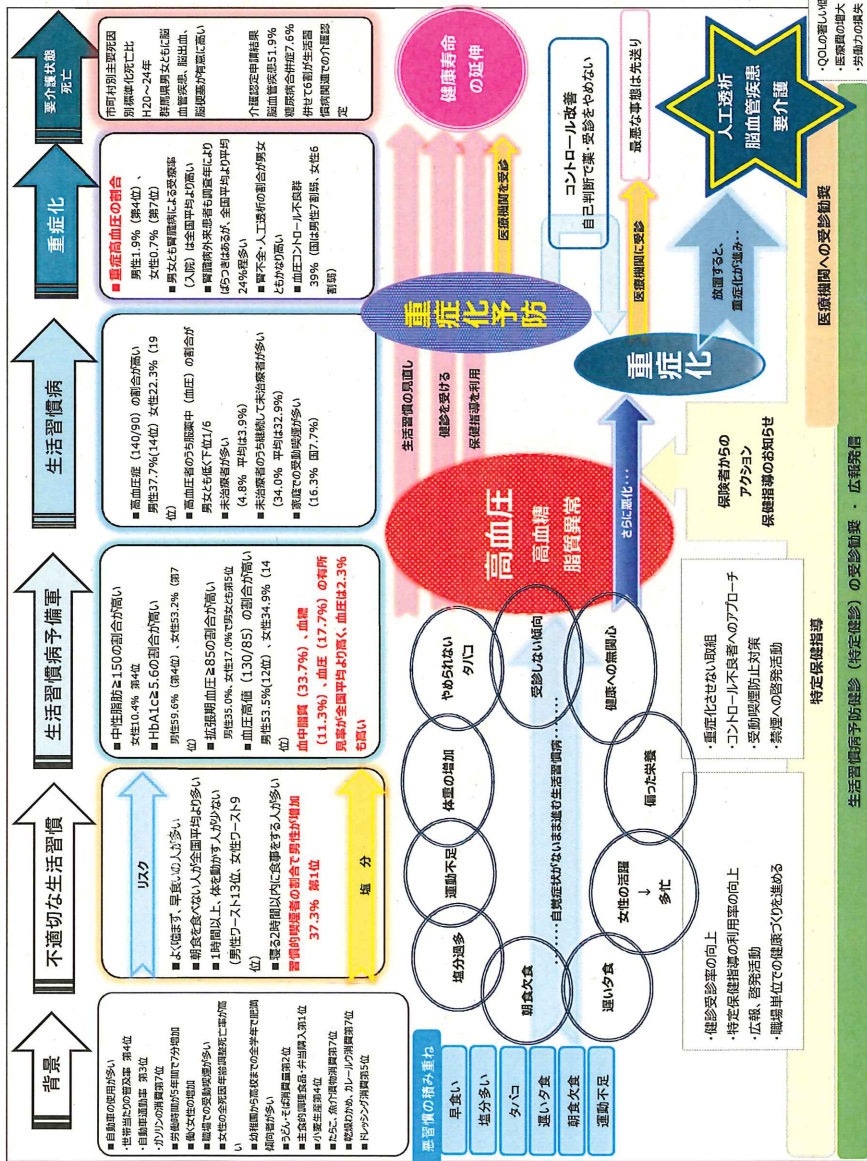 背景
不適切な生活習慣
生活習慣病予備軍
生活習慣病
重症化
要介護状態
死亡
■自動車の使用が多い
・世帯当たりの普及率 第4位
・自動車通勤率 第3位
・ガソリンの消費第7位
■労働時間が5年間で7分増加
■働く女性の増加
■職場での受動喫煙が多い
■女性の全死因年齢調整死亡率が高
い
■幼稚園から高校までの全学年で肥満
傾向者が多い
■うどん・そば消費量第2位
■主食的調理食品・弁当購入第1位
■小麦生産第4位
■たらこ、魚介漬物消費第7位
■乾燥わかめ、カレールウ消費第7位
■ドレッシング消費第5位
リスク
■よく噛まず、早食いの人が多い
■朝食を食べない人が全国平均より多い
■1時間以上、体を動かす人が少ない
(男性ワースト13位、女性ワースト9
位)
■寝る2時間以内に食事をする人が多い
習慣的喫煙者の割合で男性が増加
37.3% 第1位
塩 分
■中性脂肪≧150の割合が高い
女性10.4% 第4位
■HbA1c≧5.6の割合が高い
男性59.6%(第4位)、女性53.2%(第7
位)
■拡張期血圧≧85の割合が高い
男性35.0%、女性17.0%で男女とも第5位
■血圧高値(130/85)の割合が高い
男性53.5%(12位)、女性34.9%(14
位)
血中脂質(33.7%)、血糖
(11.3%)、血圧(17.7%)の有所
見率が全国平均より高く、血圧は2.3%
も高い
■高血圧症(140/90)の割合が高い
男性37.7%(14位)女性22.3%(19
位)
■高血圧者のうち服薬中(血圧)の割合が
男女とも低く下位1/6
■未治療者が多い
(4.8% 平均は3.9%)
■未治療者のうち継続して未治療者が多い
(34.0% 平均は32.9%)
■家庭での受動喫煙が多い
(16.3% 国7.7%)
■重症高血圧の割合
男性1.9%(第4位)、
女性0.7%(第7位)
■男女とも腎臓病による受療率
(入院)は全国平均より高い
■腎臓病外来患者も調査年により
ばらつきはあるが、全国平均より平均
24%程多い
■腎不全・人工透析の割合が男女
ともかなり高い
■血圧コントロール不良群
39%(国は男性7割弱、女性6
割弱)
市町村別主要死因
別標準化死亡比
H20~24年
群馬県男女ともに脳
血管疾患、脳出血、
脳梗塞が有意に高い
介護認定申請結果
脳血管疾患51.9%
糖尿病合併症7.6%
併せて6割が生活習
慣病関連での介護認
定
悪習慣の積み重ね
早食い
塩分多い
タバコ
遅い夕食
朝食欠食
運動不足
塩分過多
運動不足
体重の増加
やめられない
タバコ
受診しない傾向
健康への無関心
偏った栄養
女性の活躍
↓
多忙
遅い夕食
朝食欠食
……自覚症状がないまま進む生活習慣病……
高血圧
高血糖
脂質異常
さらに悪化・・・
生活習慣の見直し
健診を受ける
保健指導を利用
重症化予防
医療機関を受診
健康寿命
の延伸
コントロール改善
自己判断で薬・受診をやめない
重症化
医療機関に受診
最悪な事態は先送り
放置すると、
重症化が進み・・
人工透析
脳血管疾患
要介護
・QOLの著しい低
・医療費の増大
・労働力の損失
・健診受診率の向上
・特定保健指導の利用率の向上
・広報、啓発活動
・職場単位での健康づくりを進める
・重症化させない取組
・コントロール不良者へのアプローチ
・受動喫煙防止対策
・禁煙への啓発活動
保険者からの
アクション
保健指導のお知らせ
特定保健指導
医療機関への受診勧奨
生活習慣病予防健診(特定健診)の受診勧奨・広報発信